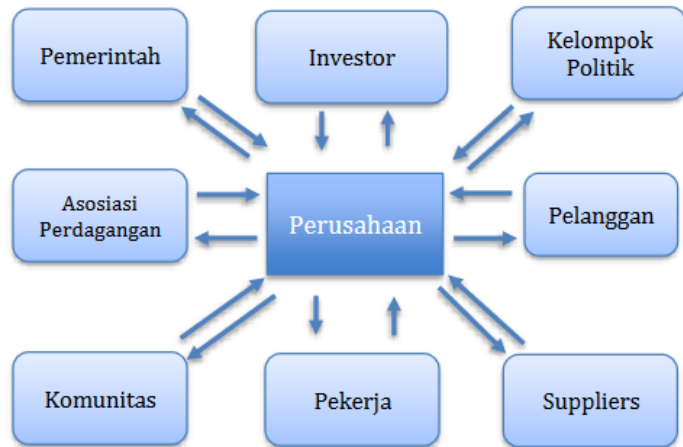 Pemerintah
Investor
Kelompok
Politik
Asosiasi
Perdagangan
Perusahaan
Pelanggan
Komunitas
Pekerja
Suppliers